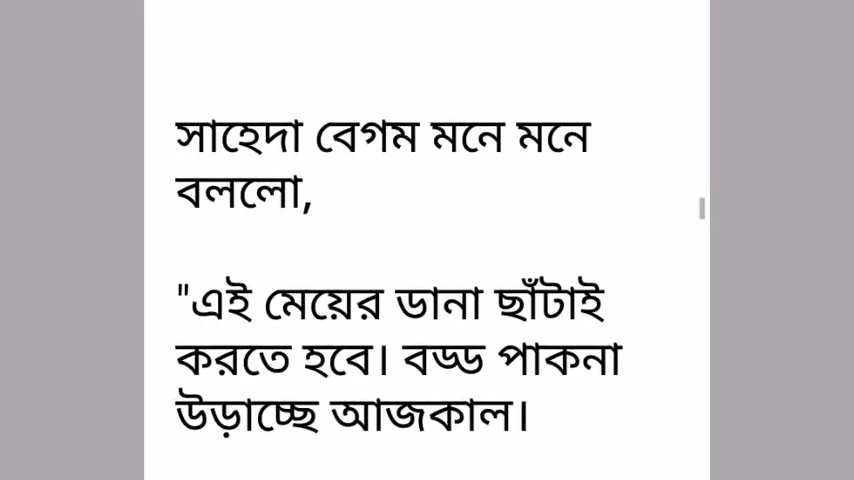 সাহেদা বেগম মনে মনে
বললো,
"এই মেয়ের ডানা ছাঁটাই
করতে হবে। বড্ড পাকনা
উড়াচ্ছে আজকাল।